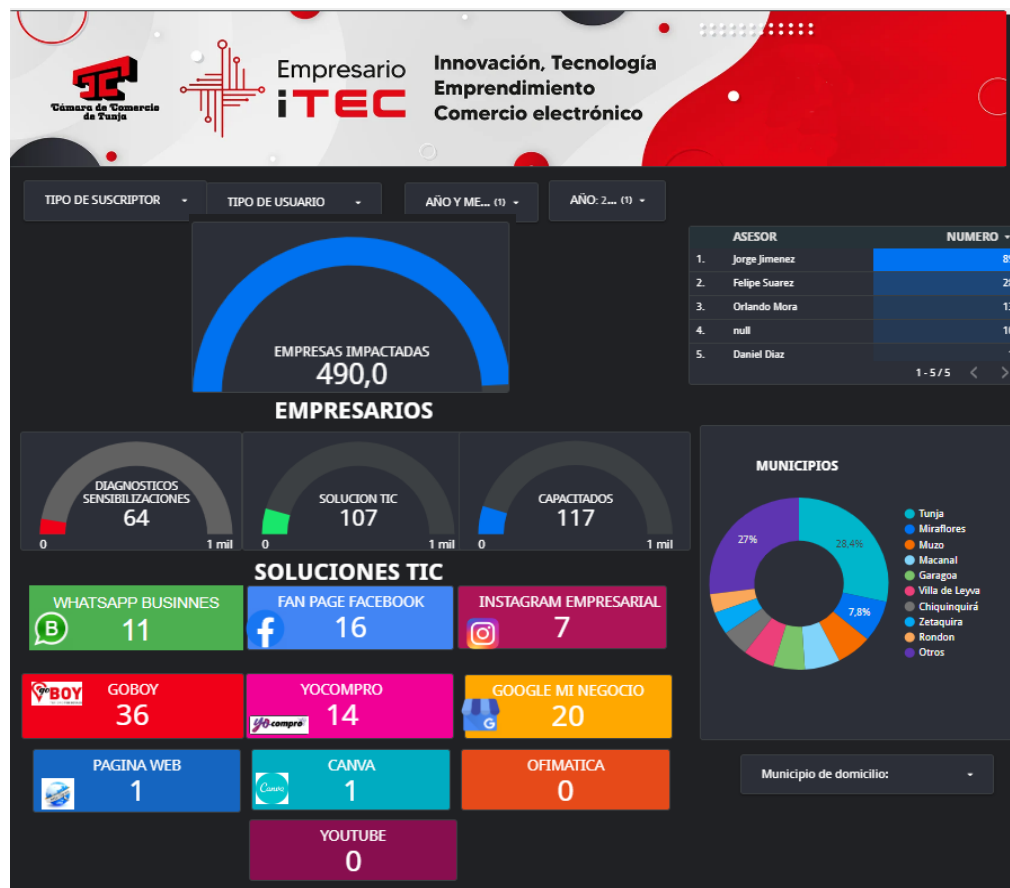 Cámara de Comercio
de Tunja
Empresario
iTEC
Innovación, Tecnología
Emprendimiento
Comercio electrónico
TIPO DE SUSCRIPTOR
TIPO DE USUARIO
AÑO Y ME... (1)
AÑO: 2... (1)
EMPRESAS IMPACTADAS
490,0
ASESOR NUMERO
1. Jorge Jimenez
2. Felipe Suarez
3. Orlando Mora
4. null
5. Daniel Diaz
1 - 5 / 5
EMPRESARIOS
DIAGNOSTICOS
SENSIBILIZACIONES
64
0 1 mil
SOLUCION TIC
107
0 1 mil
CAPACITADOS
117
0 1 mil
MUNICIPIOS
27%
28,4%
7,8%
Tunja
Miraflores
Muzo
Macanal
Garagoa
Villa de Leyva
Chiquinquirá
Zetaquira
Rondon
Otros
SOLUCIONES TIC
WHATSAPP BUSINNES
B
11
FAN PAGE FACEBOOK
16
INSTAGRAM EMPRESARIAL
7
goBOY
GOBOY
36
YOCOMPRO
yo compro
14
GOOGLE MI NEGOCIO
G
20
PAGINA WEB
1
CANVA
Canva
1
OFIMATICA
0
YOUTUBE
0
Municipio de domicilio: